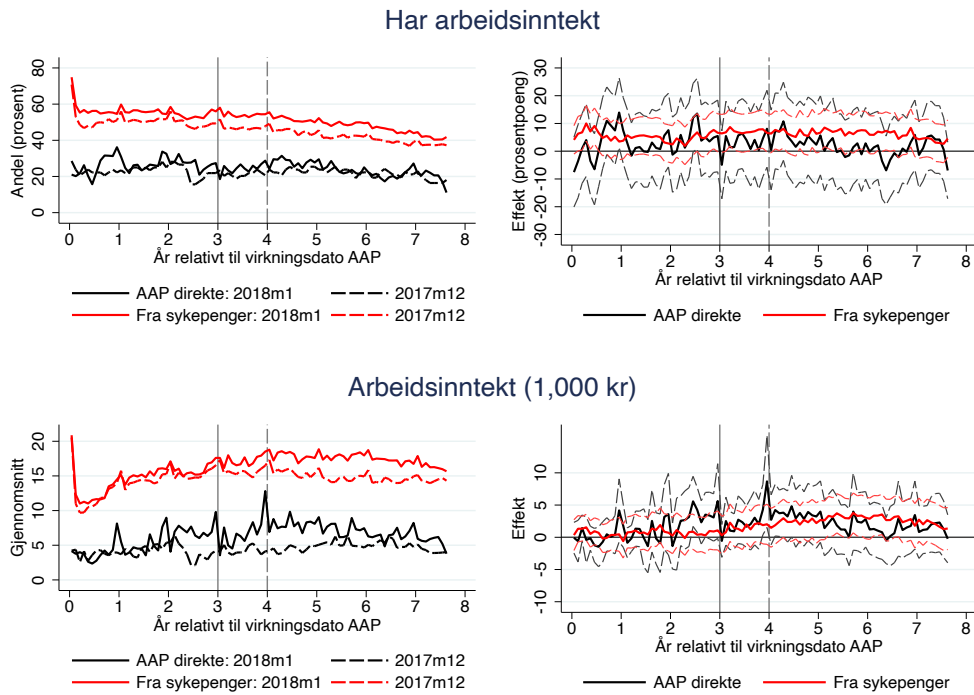 Har arbeidsinntekt
Andel (prosent)
80
60
40
20
0
0 1 2 3 4 5 6 7 8
År relativt til virkningsdato AAP
AAP direkte: 2018m1 2017m12
Fra sykepenger: 2018m1 2017m12
Effekt (prosentpoeng)
30
20
10
0
-10
-20
-30
0 1 2 3 4 5 6 7 8
År relativt til virkningsdato AAP
AAP direkte Fra sykepenger
Arbeidsinntekt (1,000 kr)
Gjennomsnitt
20
15
10
5
0
0 1 2 3 4 5 6 7 8
År relativt til virkningsdato AAP
AAP direkte: 2018m1 2017m12
Fra sykepenger: 2018m1 2017m12
Effekt
10
5
0
-5
-10
0 1 2 3 4 5 6 7 8
År relativt til virkningsdato AAP
AAP direkte Fra sykepenger